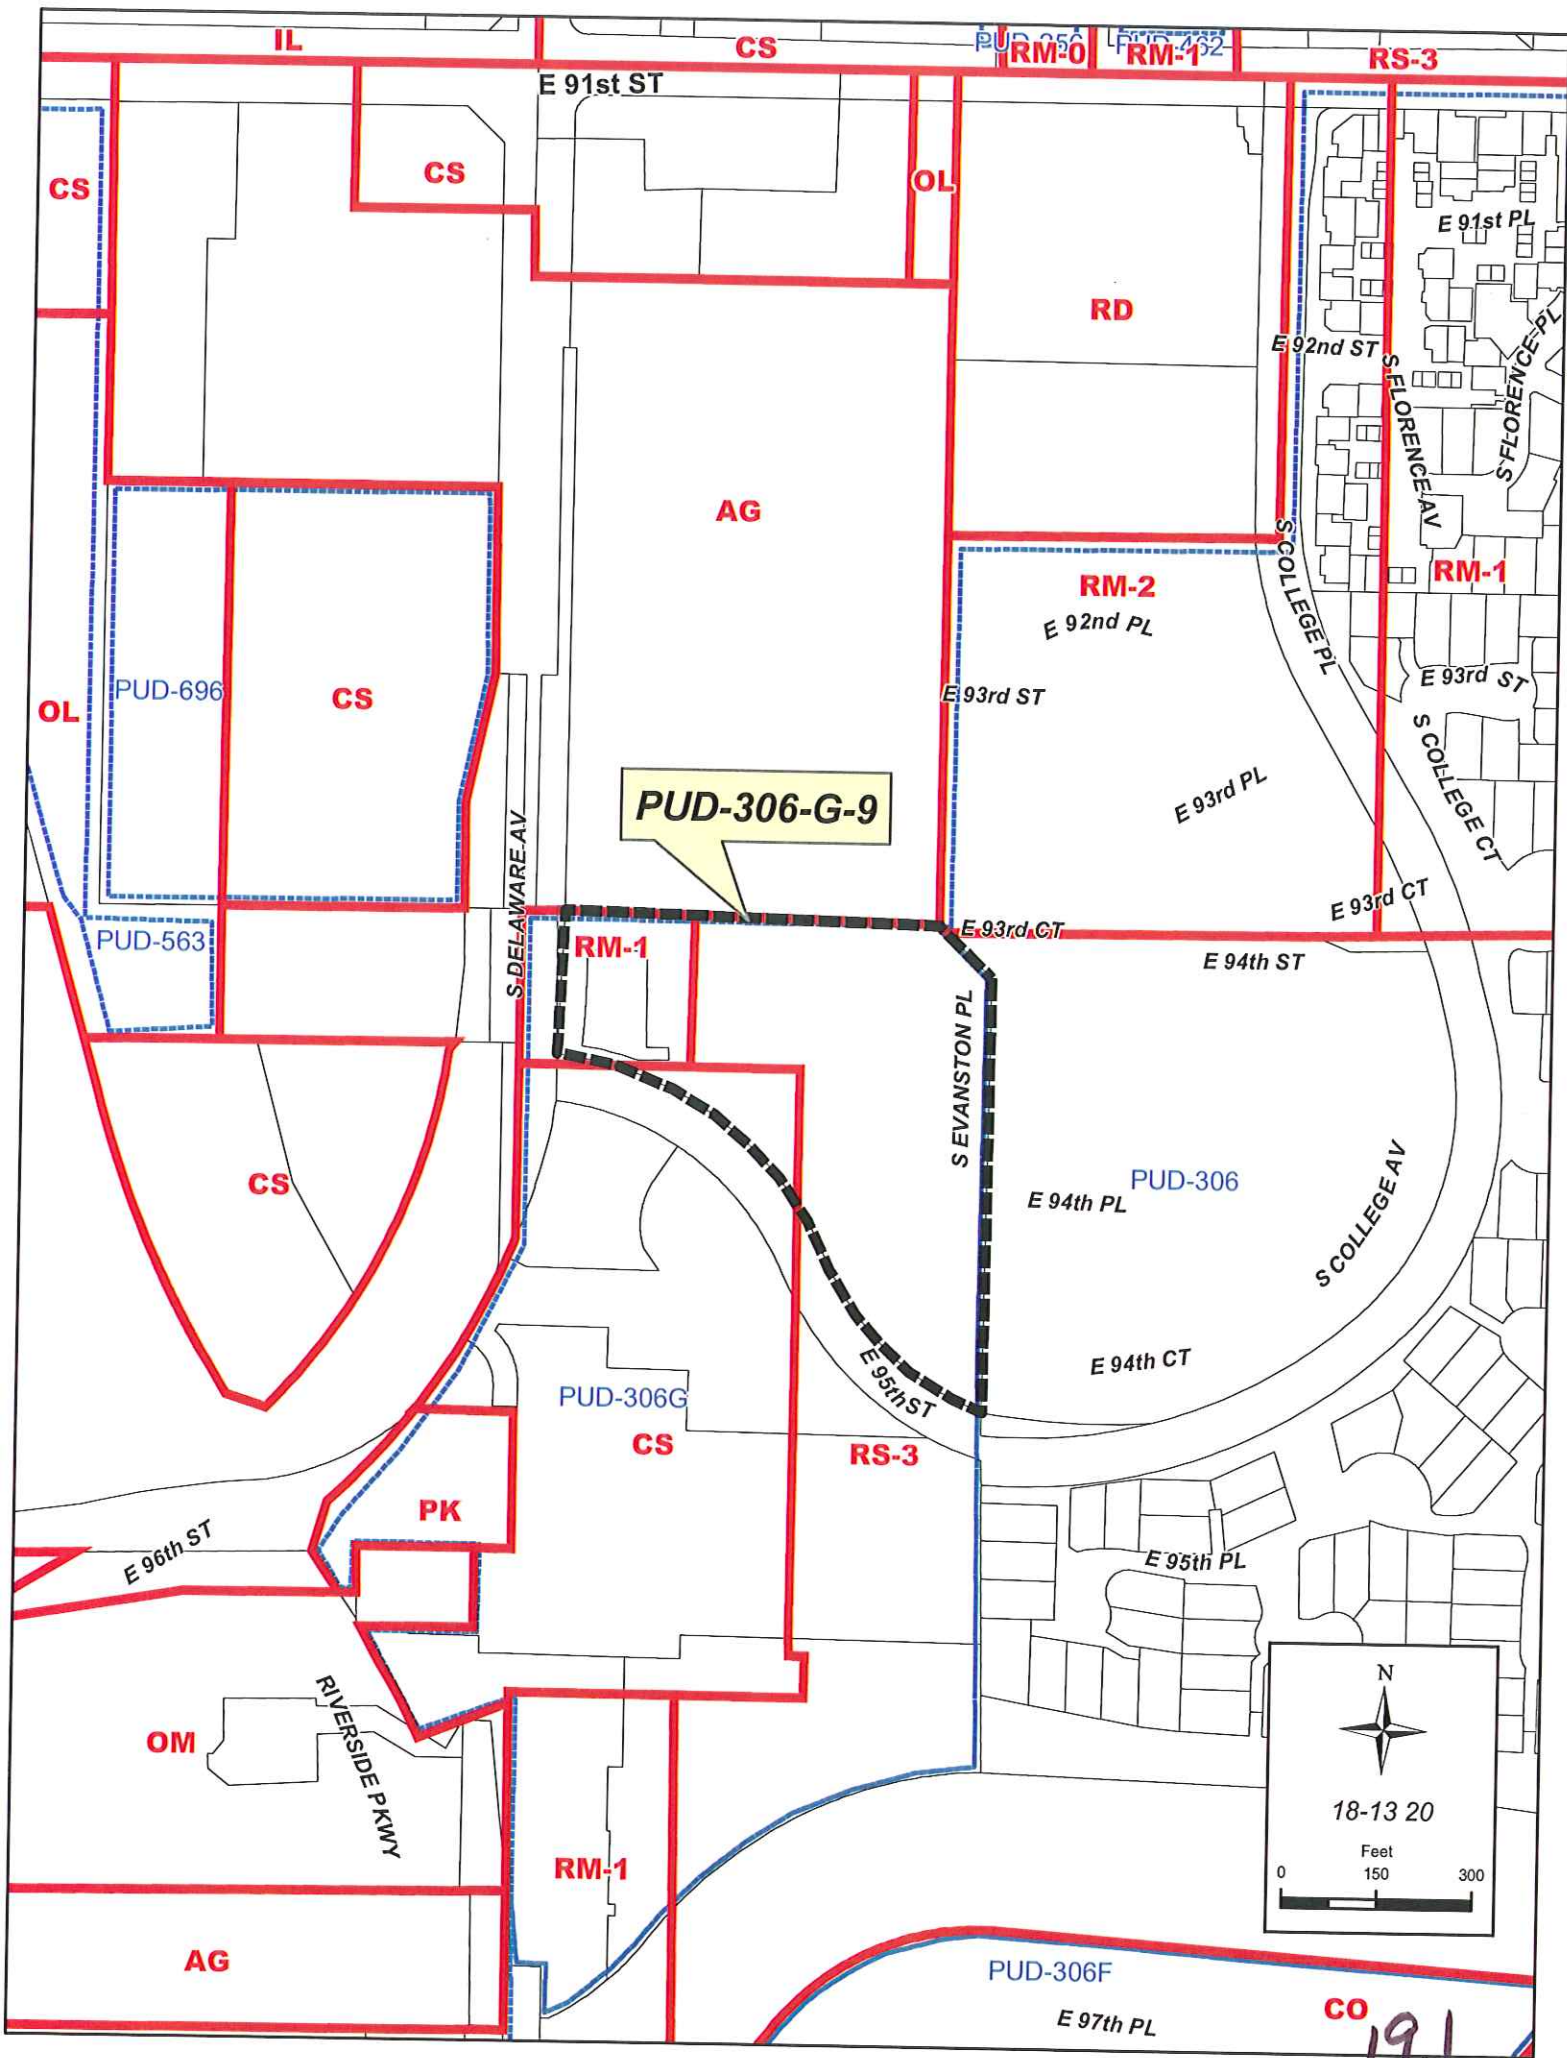 IL
CS
PUD-250
RM-0
PUD-462
RM-1
RS-3
E 91st ST
CS
CS
OL
E 91st PL
RD
E 92nd ST
S FLORENCE PL
S FLORENCE AV
AG
RM-2
RM-1
E 92nd PL
S COLLEGE PL
E 93rd ST
E 93rd ST
PUD-696
CS
OL
S COLLEGE CT
E 93rd PL
PUD-306-G-9
S DELAWARE AV
E 93rd CT
E 93rd CT
PUD-563
RM-1
E 94th ST
S EVANSTON PL
CS
PUD-306
E 94th PL
S COLLEGE AV
E 94th CT
E 95th ST
PUD-306G
CS
RS-3
PK
E 96th ST
E 95th PL
RIVERSIDE PKWY
OM
N
18-13 20
Feet
0 150 300
RM-1
AG
PUD-306F
CO
E 97th PL
191